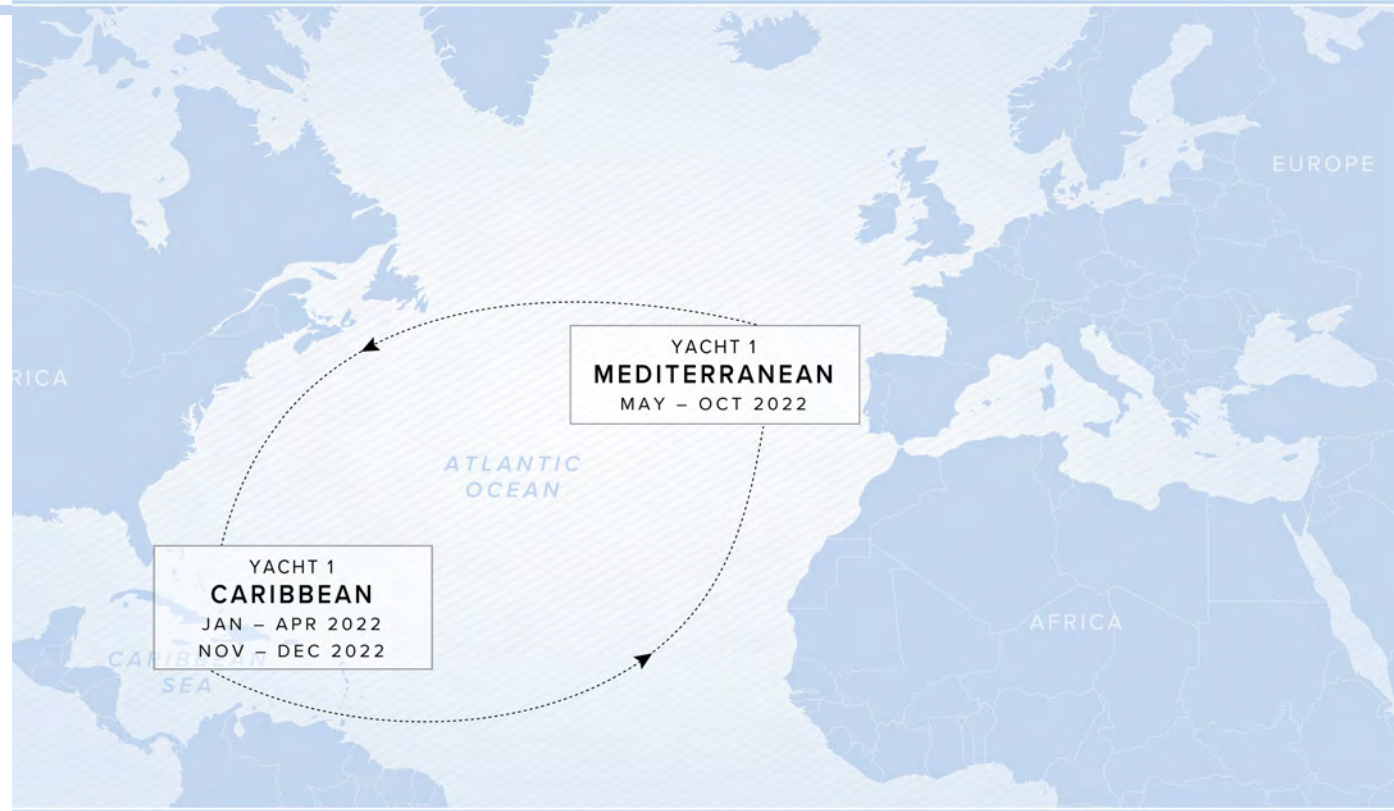 EUROPE
YACHT 1
MEDITERRANEAN
MAY – OCT 2022
RICA
ATLANTIC
OCEAN
YACHT 1
CARIBBEAN
JAN – APR 2022
NOV – DEC 2022
CARIBBEAN
SEA
AFRICA